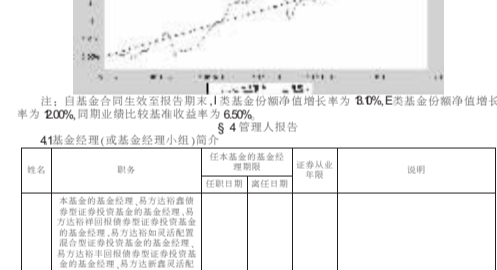 注：自基金合同生效至报告期末，I类基金份额净值增长率为13.10%，E类基金份额净值增长
率为12.00%，同期业绩比较基准收益率为6.50%。
§ 4 管理人报告
4.1基金经理(或基金经理小组)简介
姓名 职务 任本基金的基金经理期限 证券从业年限 说明
任职日期 离任日期
本基金的基金经理、易方达裕鑫债
券型证券投资基金的基金经理、易
方达裕祥回报债券型证券投资基金
的基金经理、易方达裕如灵活配置
混合型证券投资基金的基金经理、
易方达丰回报债券型证券投资基
金的基金经理、易方达新鑫灵活配